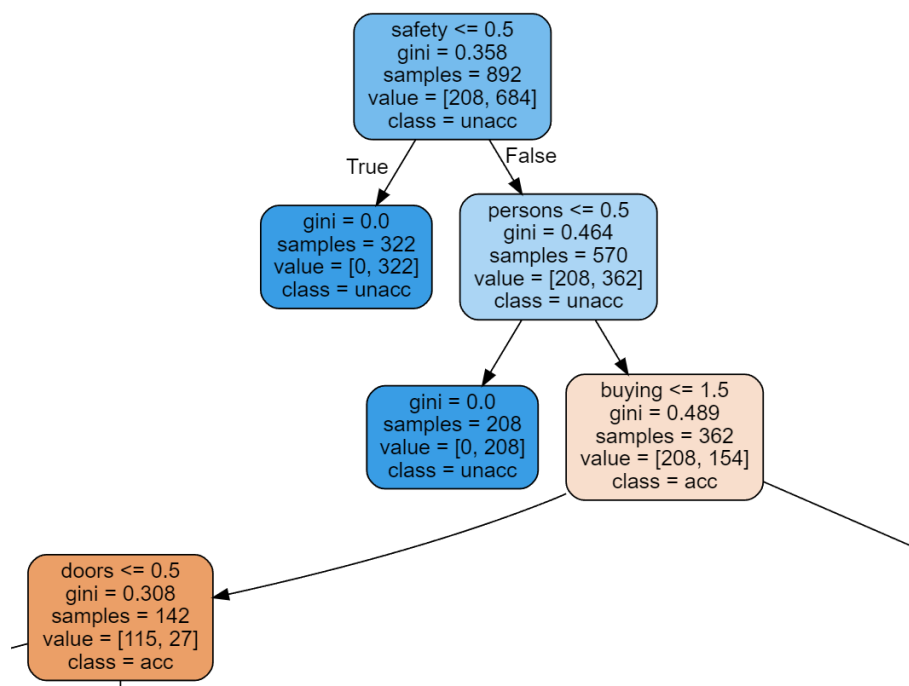 safety <= 0.5
gini = 0.358
samples = 892
value = [208, 684]
class = unacc
True
False
gini = 0.0
samples = 322
value = [0, 322]
class = unacc
persons <= 0.5
gini = 0.464
samples = 570
value = [208, 362]
class = unacc
gini = 0.0
samples = 208
value = [0, 208]
class = unacc
buying <= 1.5
gini = 0.489
samples = 362
value = [208, 154]
class = acc
doors <= 0.5
gini = 0.308
samples = 142
value = [115, 27]
class = acc